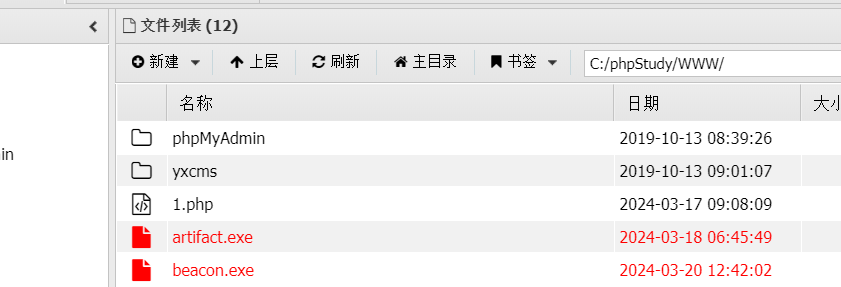 文件列表 (12)
新建 上层 刷新 主目录 书签 C:/phpStudy/WWW/
名称 日期 大小
in
phpMyAdmin 2019-10-13 08:39:26
yxcms 2019-10-13 09:01:07
1.php 2024-03-17 09:08:09
artifact.exe 2024-03-18 06:45:49
beacon.exe 2024-03-20 12:42:02